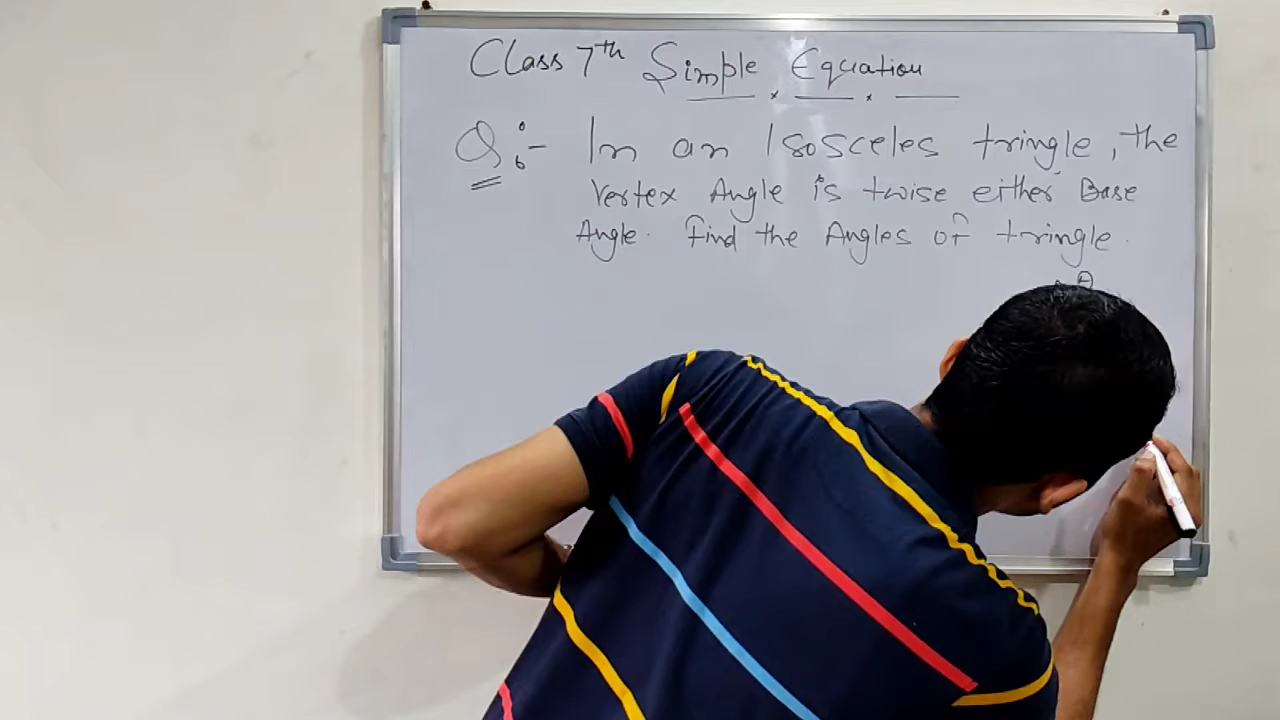 Class 7th Simple Equation
Q:- In an Isosceles tringle, the
Vertex Angle is twise either Base
Angle. Find the Angles of tringle.
A